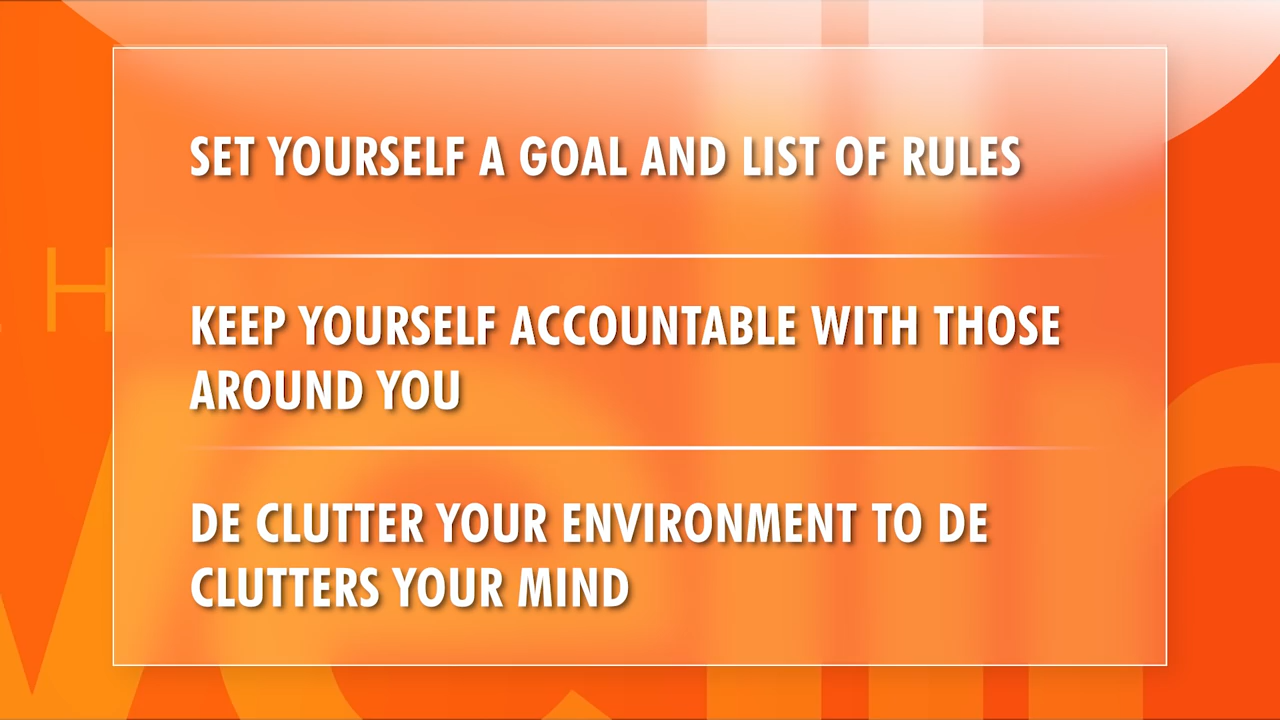 SET YOURSELF A GOAL AND LIST OF RULES
KEEP YOURSELF ACCOUNTABLE WITH THOSE
AROUND YOU
DE CLUTTER YOUR ENVIRONMENT TO DE
CLUTTERS YOUR MIND